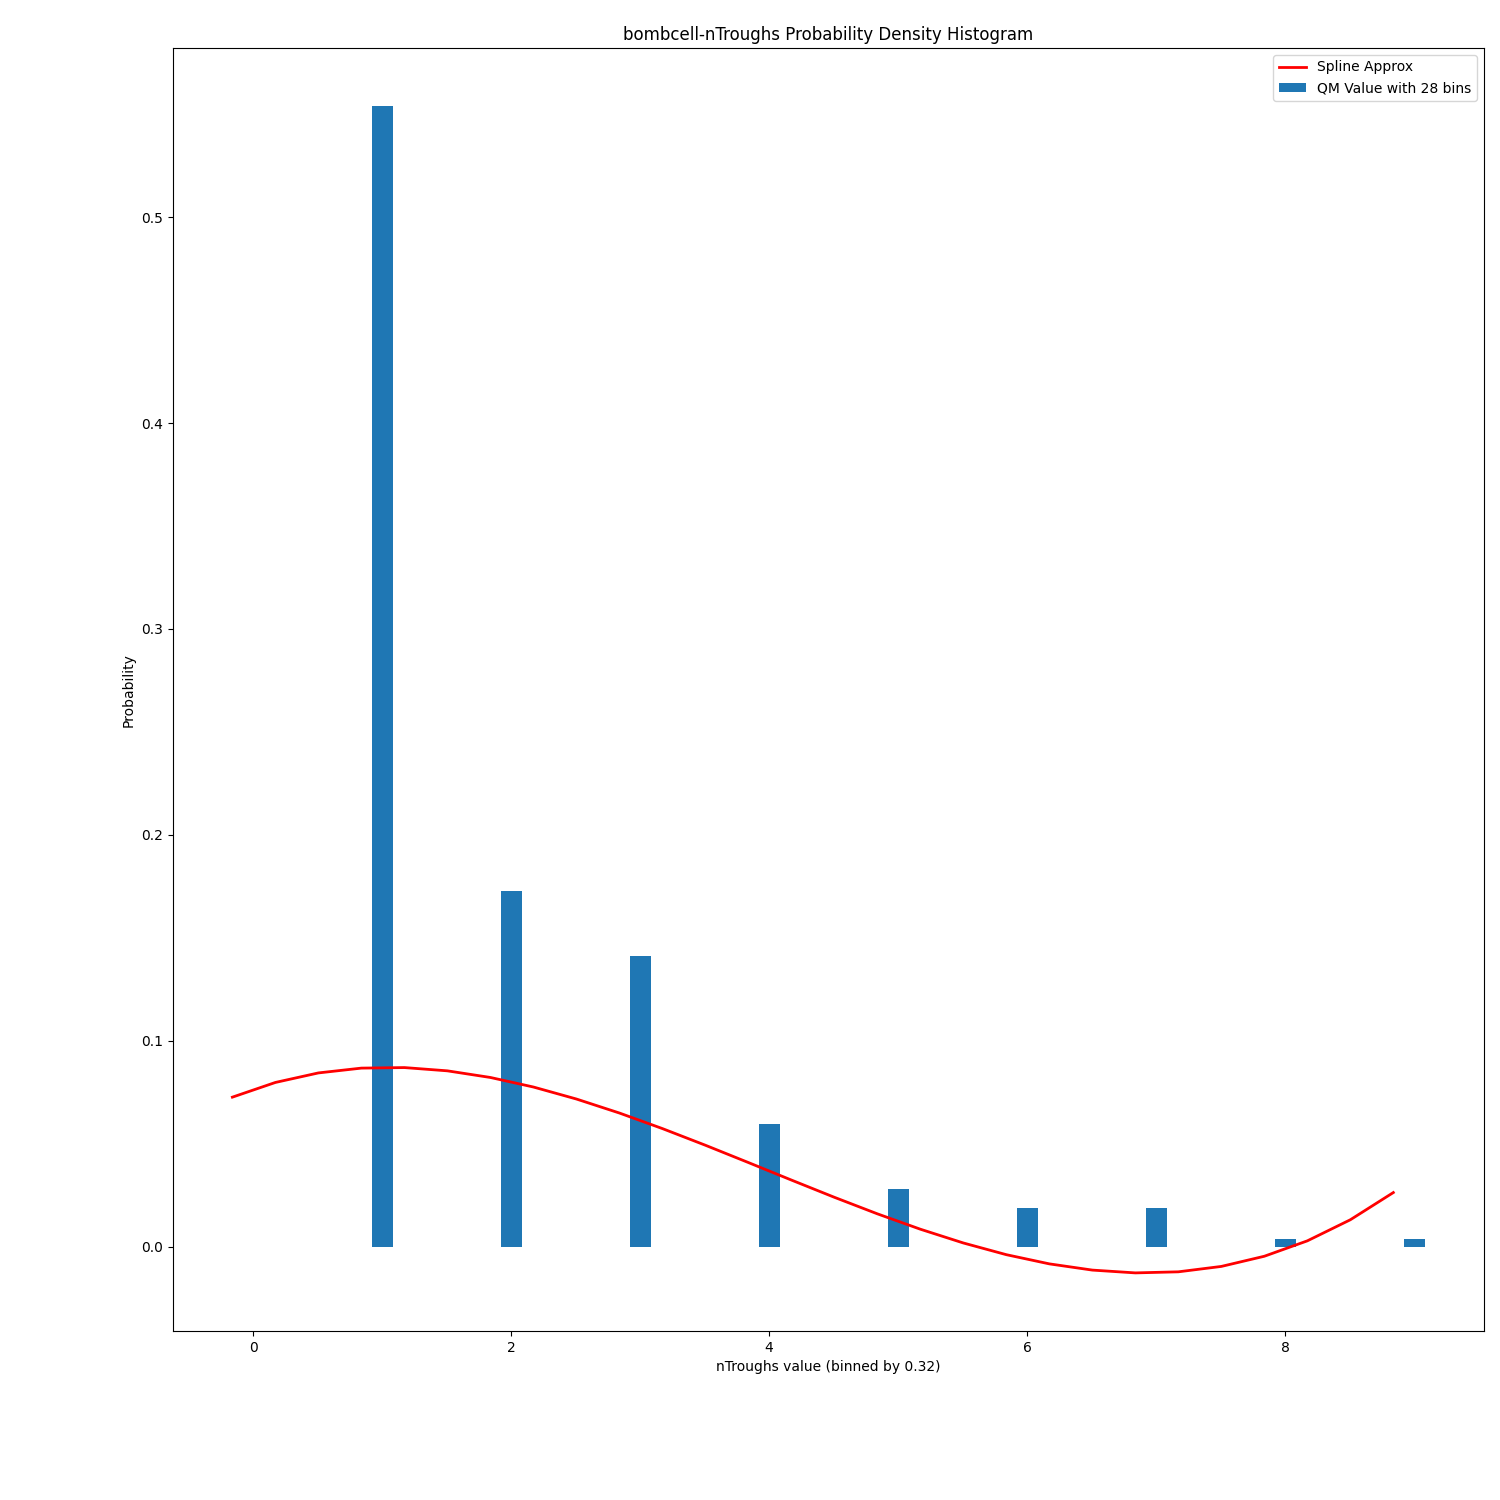 bombcell-nTroughs Probability Density Histogram
Spline Approx
QM Value with 28 bins
0.5
0.4
0.3
0.2
0.1
0.0
Probability
0 2 4 6 8
nTroughs value (binned by 0.32)